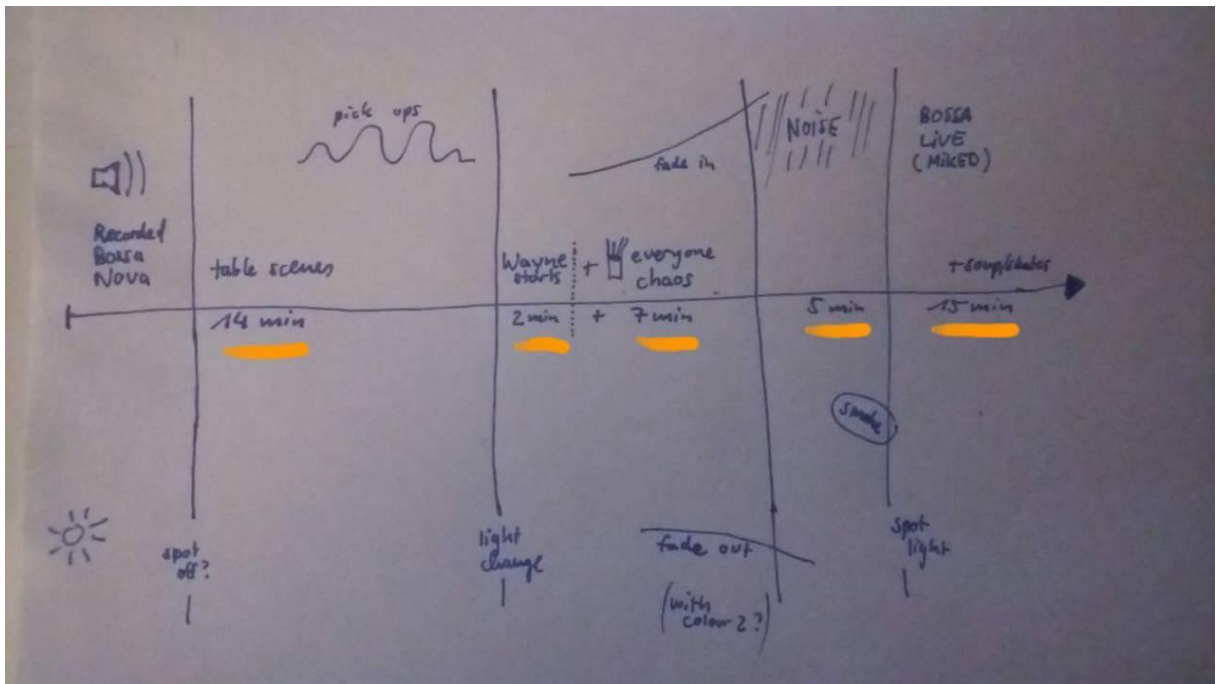 pick ups
fade in
NOISE
BOSSA
LIVE
(MIKED)
Recorded
Bossa
Nova
table scenes
Wayne
starts
+
everyone
chaos
+ soup/skates
14 min
2 min + 7 min
5 min
15 min
smoke
spot
off?
light
change
fade out
(with
colour 2?)
spot
light